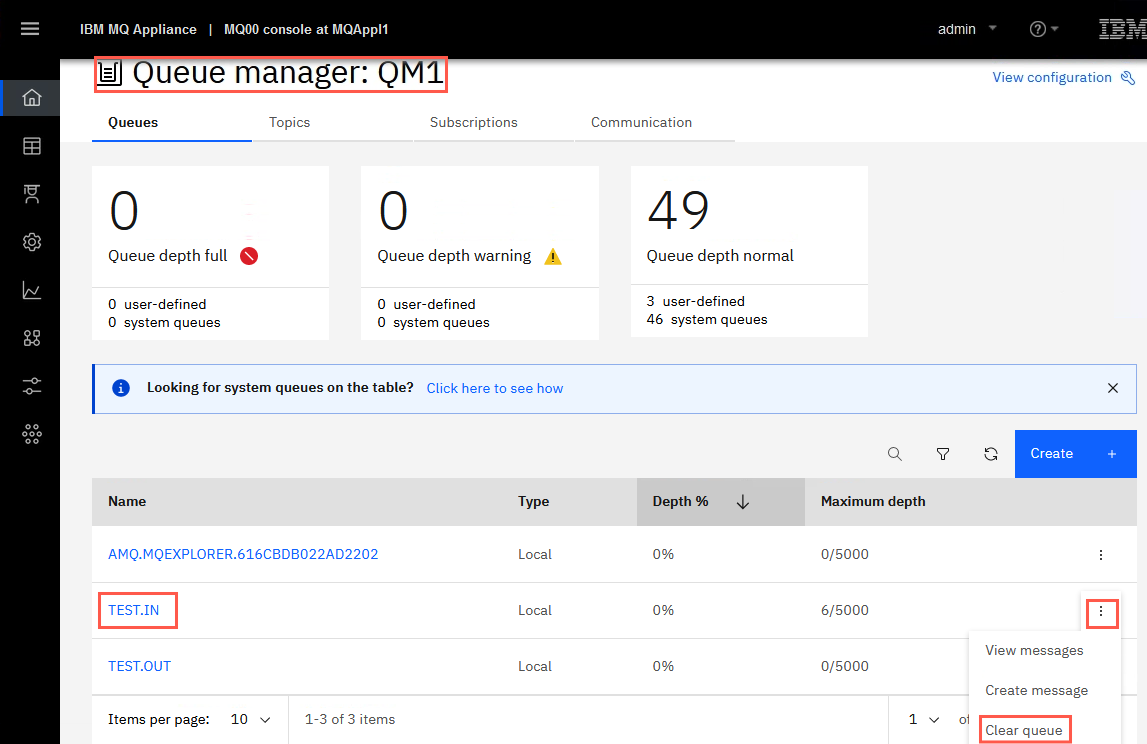 IBM MQ Appliance | MQ00 console at MQAppl1
admin
IBM
Queue manager: QM1
View configuration
Queues Topics Subscriptions Communication
0
Queue depth full
0 user-defined
0 system queues
0
Queue depth warning
0 user-defined
0 system queues
49
Queue depth normal
3 user-defined
46 system queues
Looking for system queues on the table? Click here to see how
Create +
Name Type Depth % Maximum depth
AMQ.MQEXPLORER.616CBDB022AD2202 Local 0% 0/5000
TEST.IN Local 0% 6/5000
TEST.OUT Local 0% 0/5000
View messages
Create message
Clear queue
Items per page: 10 1-3 of 3 items 1